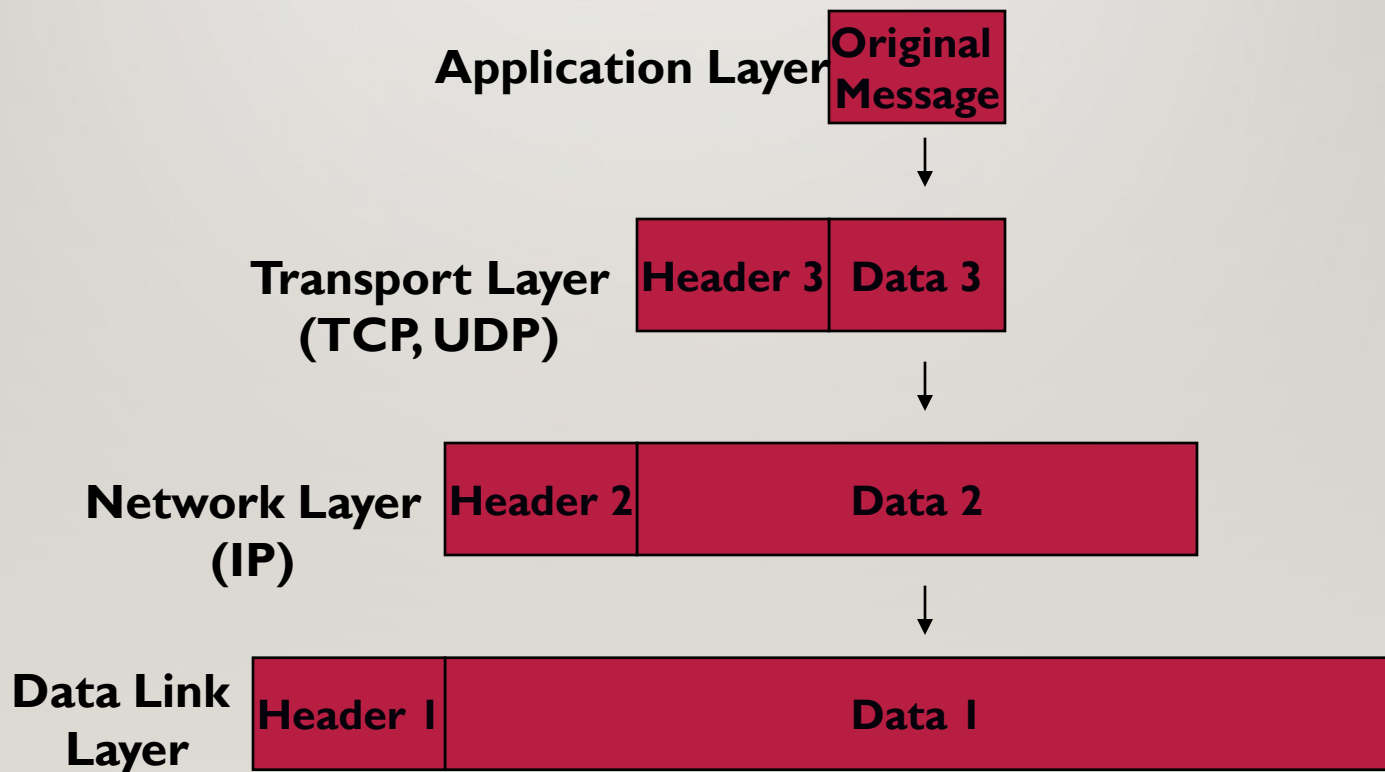 Application Layer
Original
Message
Transport Layer
(TCP, UDP)
Header 3
Data 3
Network Layer
(IP)
Header 2
Data 2
Data Link
Layer
Header 1
Data 1